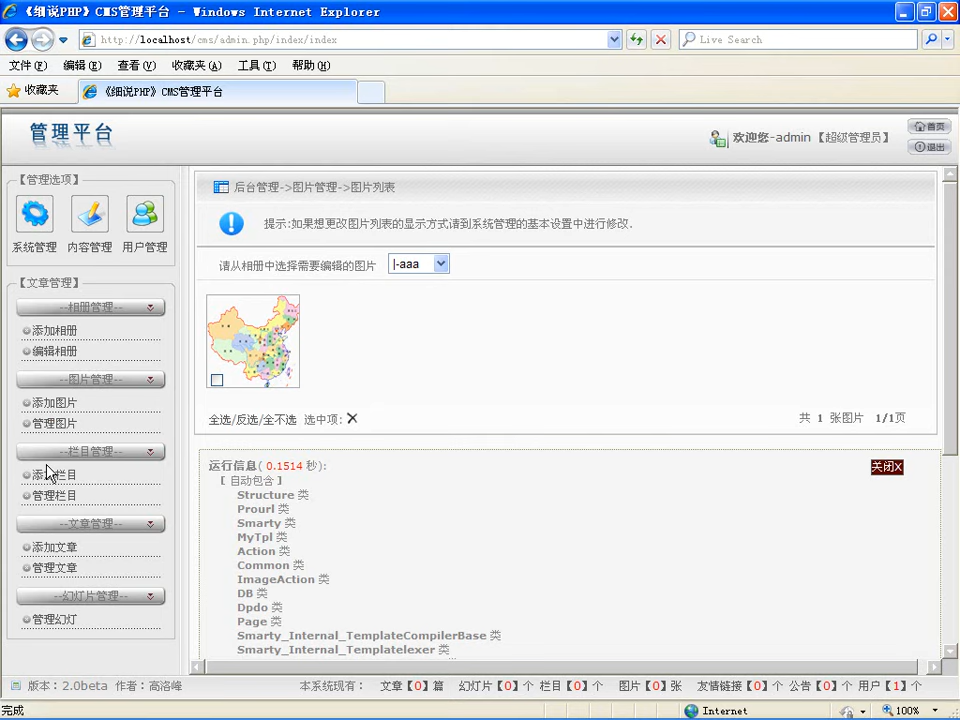 《细说PHP》CMS管理平台 - Windows Internet Explorer
http://localhost/cms/admin.php/index/index
Live Search
文件(F) 编辑(E) 查看(V) 收藏夹(A) 工具(T) 帮助(H)
收藏夹 《细说PHP》CMS管理平台
管理平台
欢迎您-admin 【超级管理员】
首页
退出
【管理选项】
系统管理 内容管理 用户管理
【文章管理】
--相册管理--
添加相册
编辑相册
--图片管理--
添加图片
管理图片
--栏目管理--
添加栏目
管理栏目
--文章管理--
添加文章
管理文章
--幻灯片管理--
管理幻灯
后台管理->图片管理->图片列表
提示:如果想更改图片列表的显示方式请到系统管理的基本设置中进行修改.
请从相册中选择需要编辑的图片 |-aaa
全选/反选/全不选 选中项: X
共 1 张图片 1/1页
运行信息( 0.1514 秒):
关闭X
[ 自动包含 ]
Structure 类
Prourl 类
Smarty 类
MyTpl 类
Action 类
Common 类
ImageAction 类
DB 类
Dpdo 类
Page 类
Smarty_Internal_TemplateCompilerBase 类
Smarty_Internal_Templatelexer 类
版本：2.0beta 作者：高洛峰
本系统现有： 文章【0】篇 幻灯片【0】个 栏目【0】个 图片【0】张 友情链接【0】个 公告【0】个 用户【1】个
完成
Internet
100%